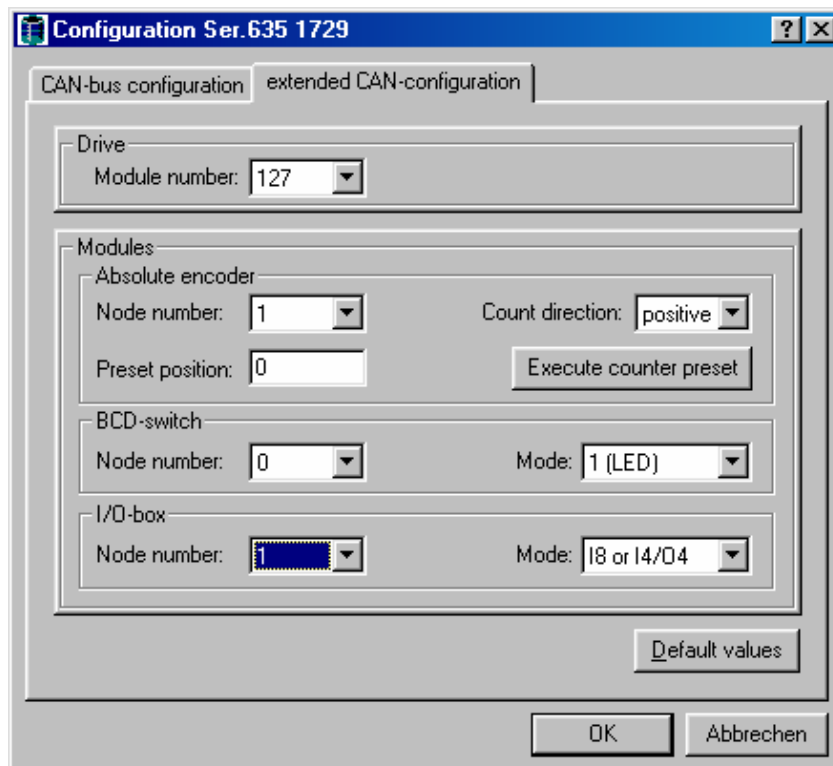 Configuration Ser.635 1729
CAN-bus configuration extended CAN-configuration
Drive
Module number: 127
Modules
Absolute encoder
Node number: 1 Count direction: positive
Preset position: 0 Execute counter preset
BCD-switch
Node number: 0 Mode: 1 (LED)
I/O-box
Node number: 1 Mode: I8 or I4/O4
Default values
OK Abbrechen